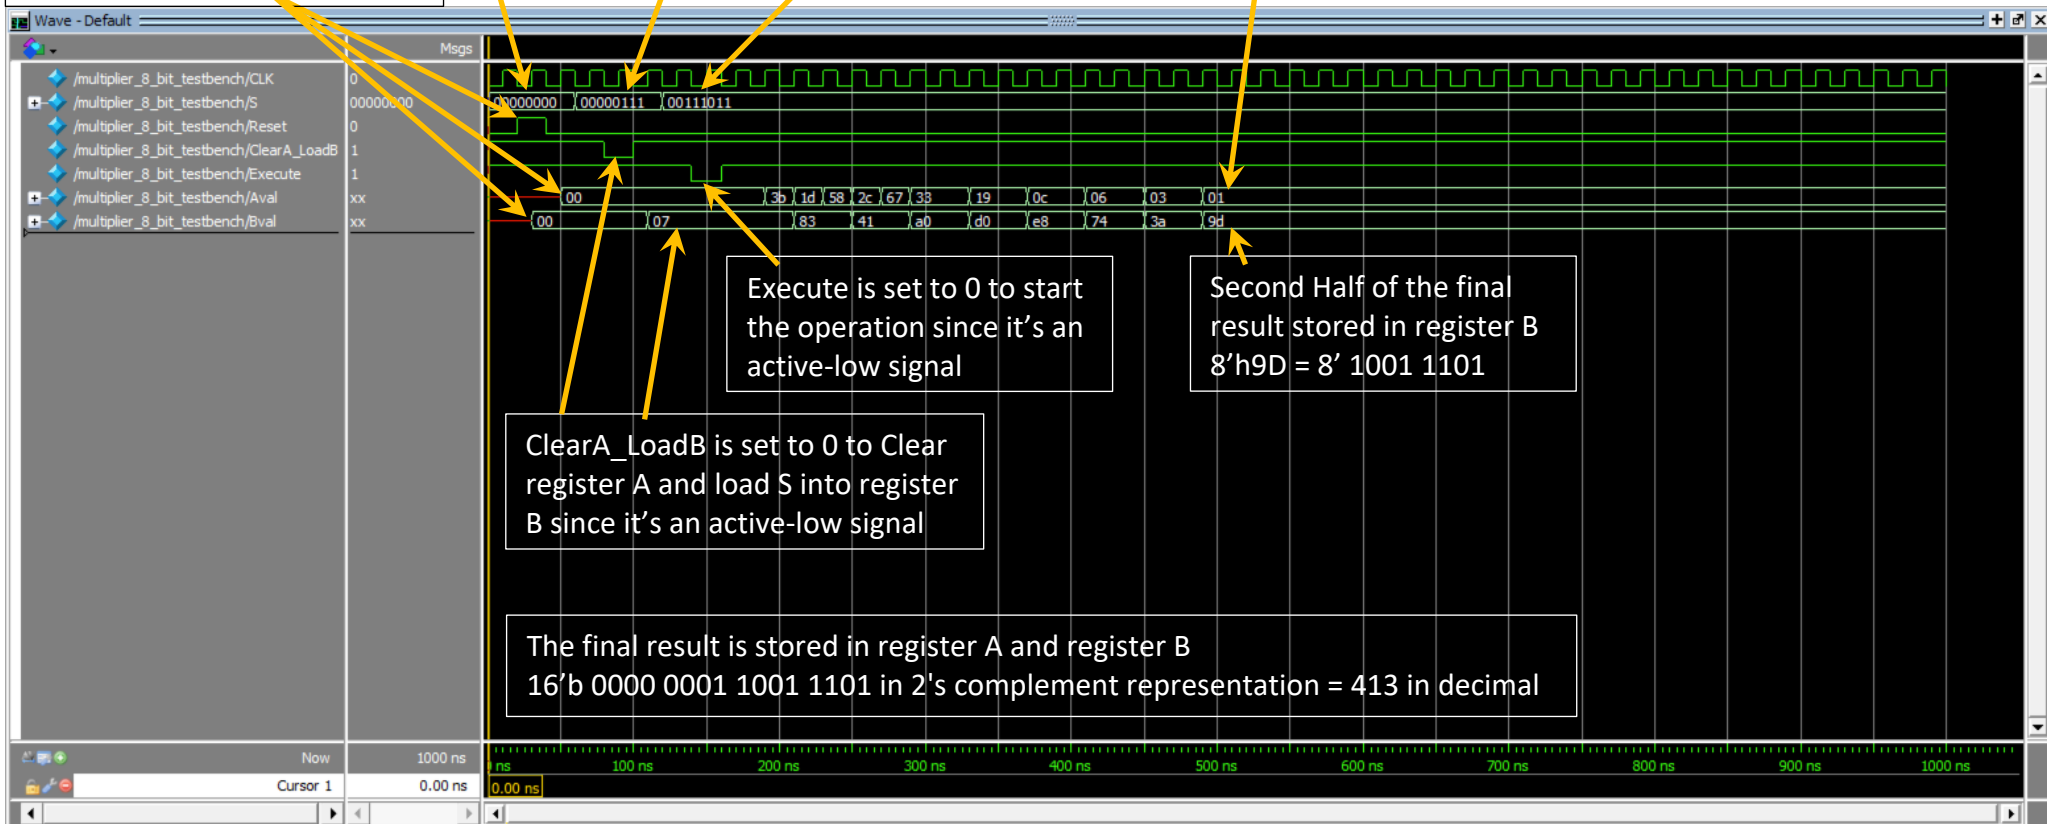 Wave - Default
Msgs
/multiplier_8_bit_testbench/CLK 0
/multiplier_8_bit_testbench/S 00000000 00000000 00000111 00111011
/multiplier_8_bit_testbench/Reset 0
/multiplier_8_bit_testbench/ClearA_LoadB 1
/multiplier_8_bit_testbench/Execute 1
/multiplier_8_bit_testbench/Aval xx 00 3b 1d 58 2c 67 33 19 0c 06 03 01
/multiplier_8_bit_testbench/Bval xx 00 07 83 41 a0 d0 e8 74 3a 9d
Execute is set to 0 to start
the operation since it’s an
active-low signal
Second Half of the final
result stored in register B
8’h9D = 8’ 1001 1101
ClearA_LoadB is set to 0 to Clear
register A and load S into register
B since it’s an active-low signal
The final result is stored in register A and register B
16’b 0000 0001 1001 1101 in 2's complement representation = 413 in decimal
Now 1000 ns ns 100 ns 200 ns 300 ns 400 ns 500 ns 600 ns 700 ns 800 ns 900 ns 1000 ns
Cursor 1 0.00 ns 0.00 ns